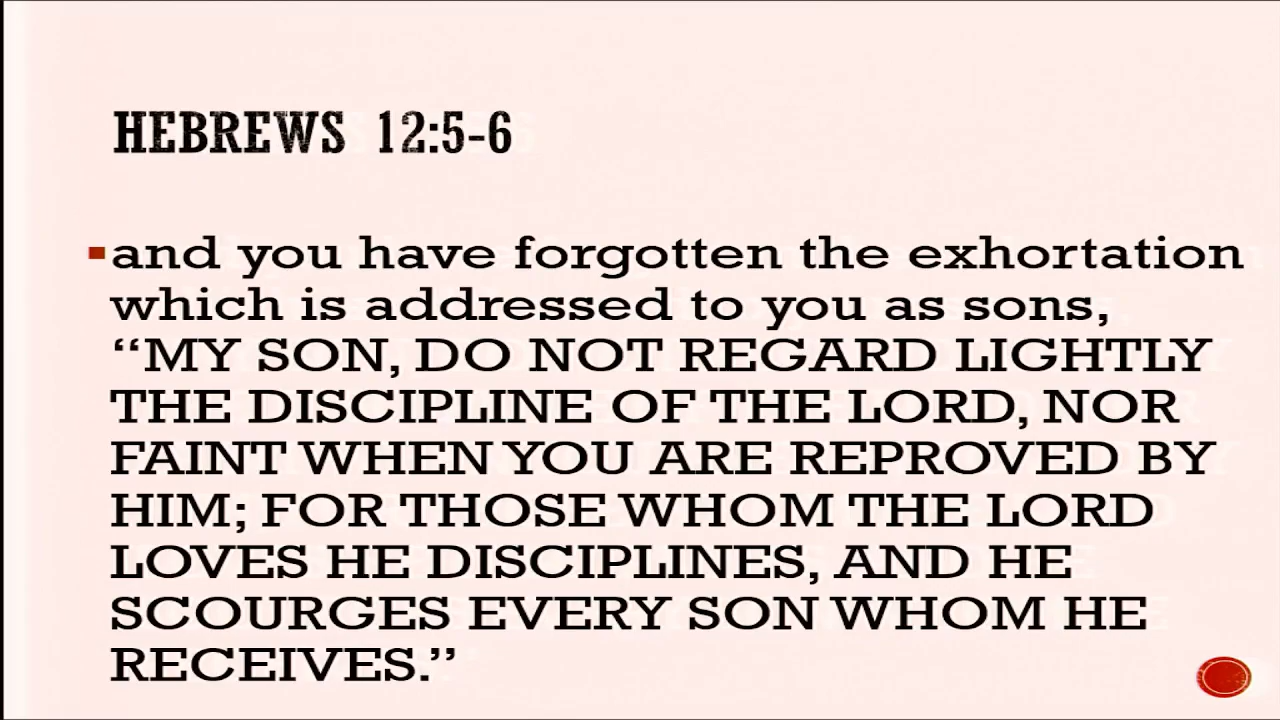 HEBREWS 12:5-6
▪and you have forgotten the exhortation
which is addressed to you as sons,
“MY SON, DO NOT REGARD LIGHTLY
THE DISCIPLINE OF THE LORD, NOR
FAINT WHEN YOU ARE REPROVED BY
HIM; FOR THOSE WHOM THE LORD
LOVES HE DISCIPLINES, AND HE
SCOURGES EVERY SON WHOM HE
RECEIVES.”